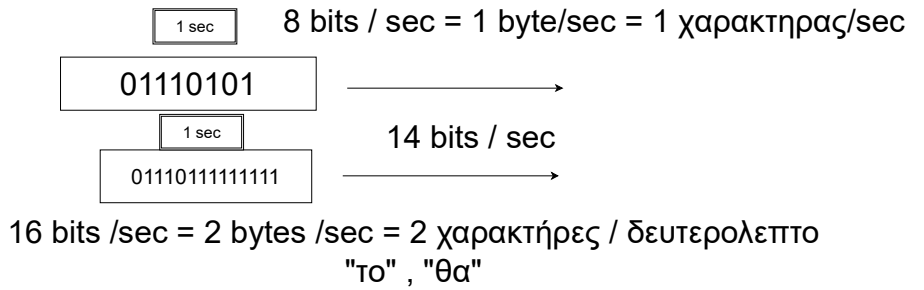 1 sec
8 bits / sec = 1 byte/sec = 1 χαρακτηρας/sec
01110101
1 sec
14 bits / sec
01110111111111
16 bits /sec = 2 bytes /sec = 2 χαρακτήρες / δευτερολεπτο
"το" , "θα"